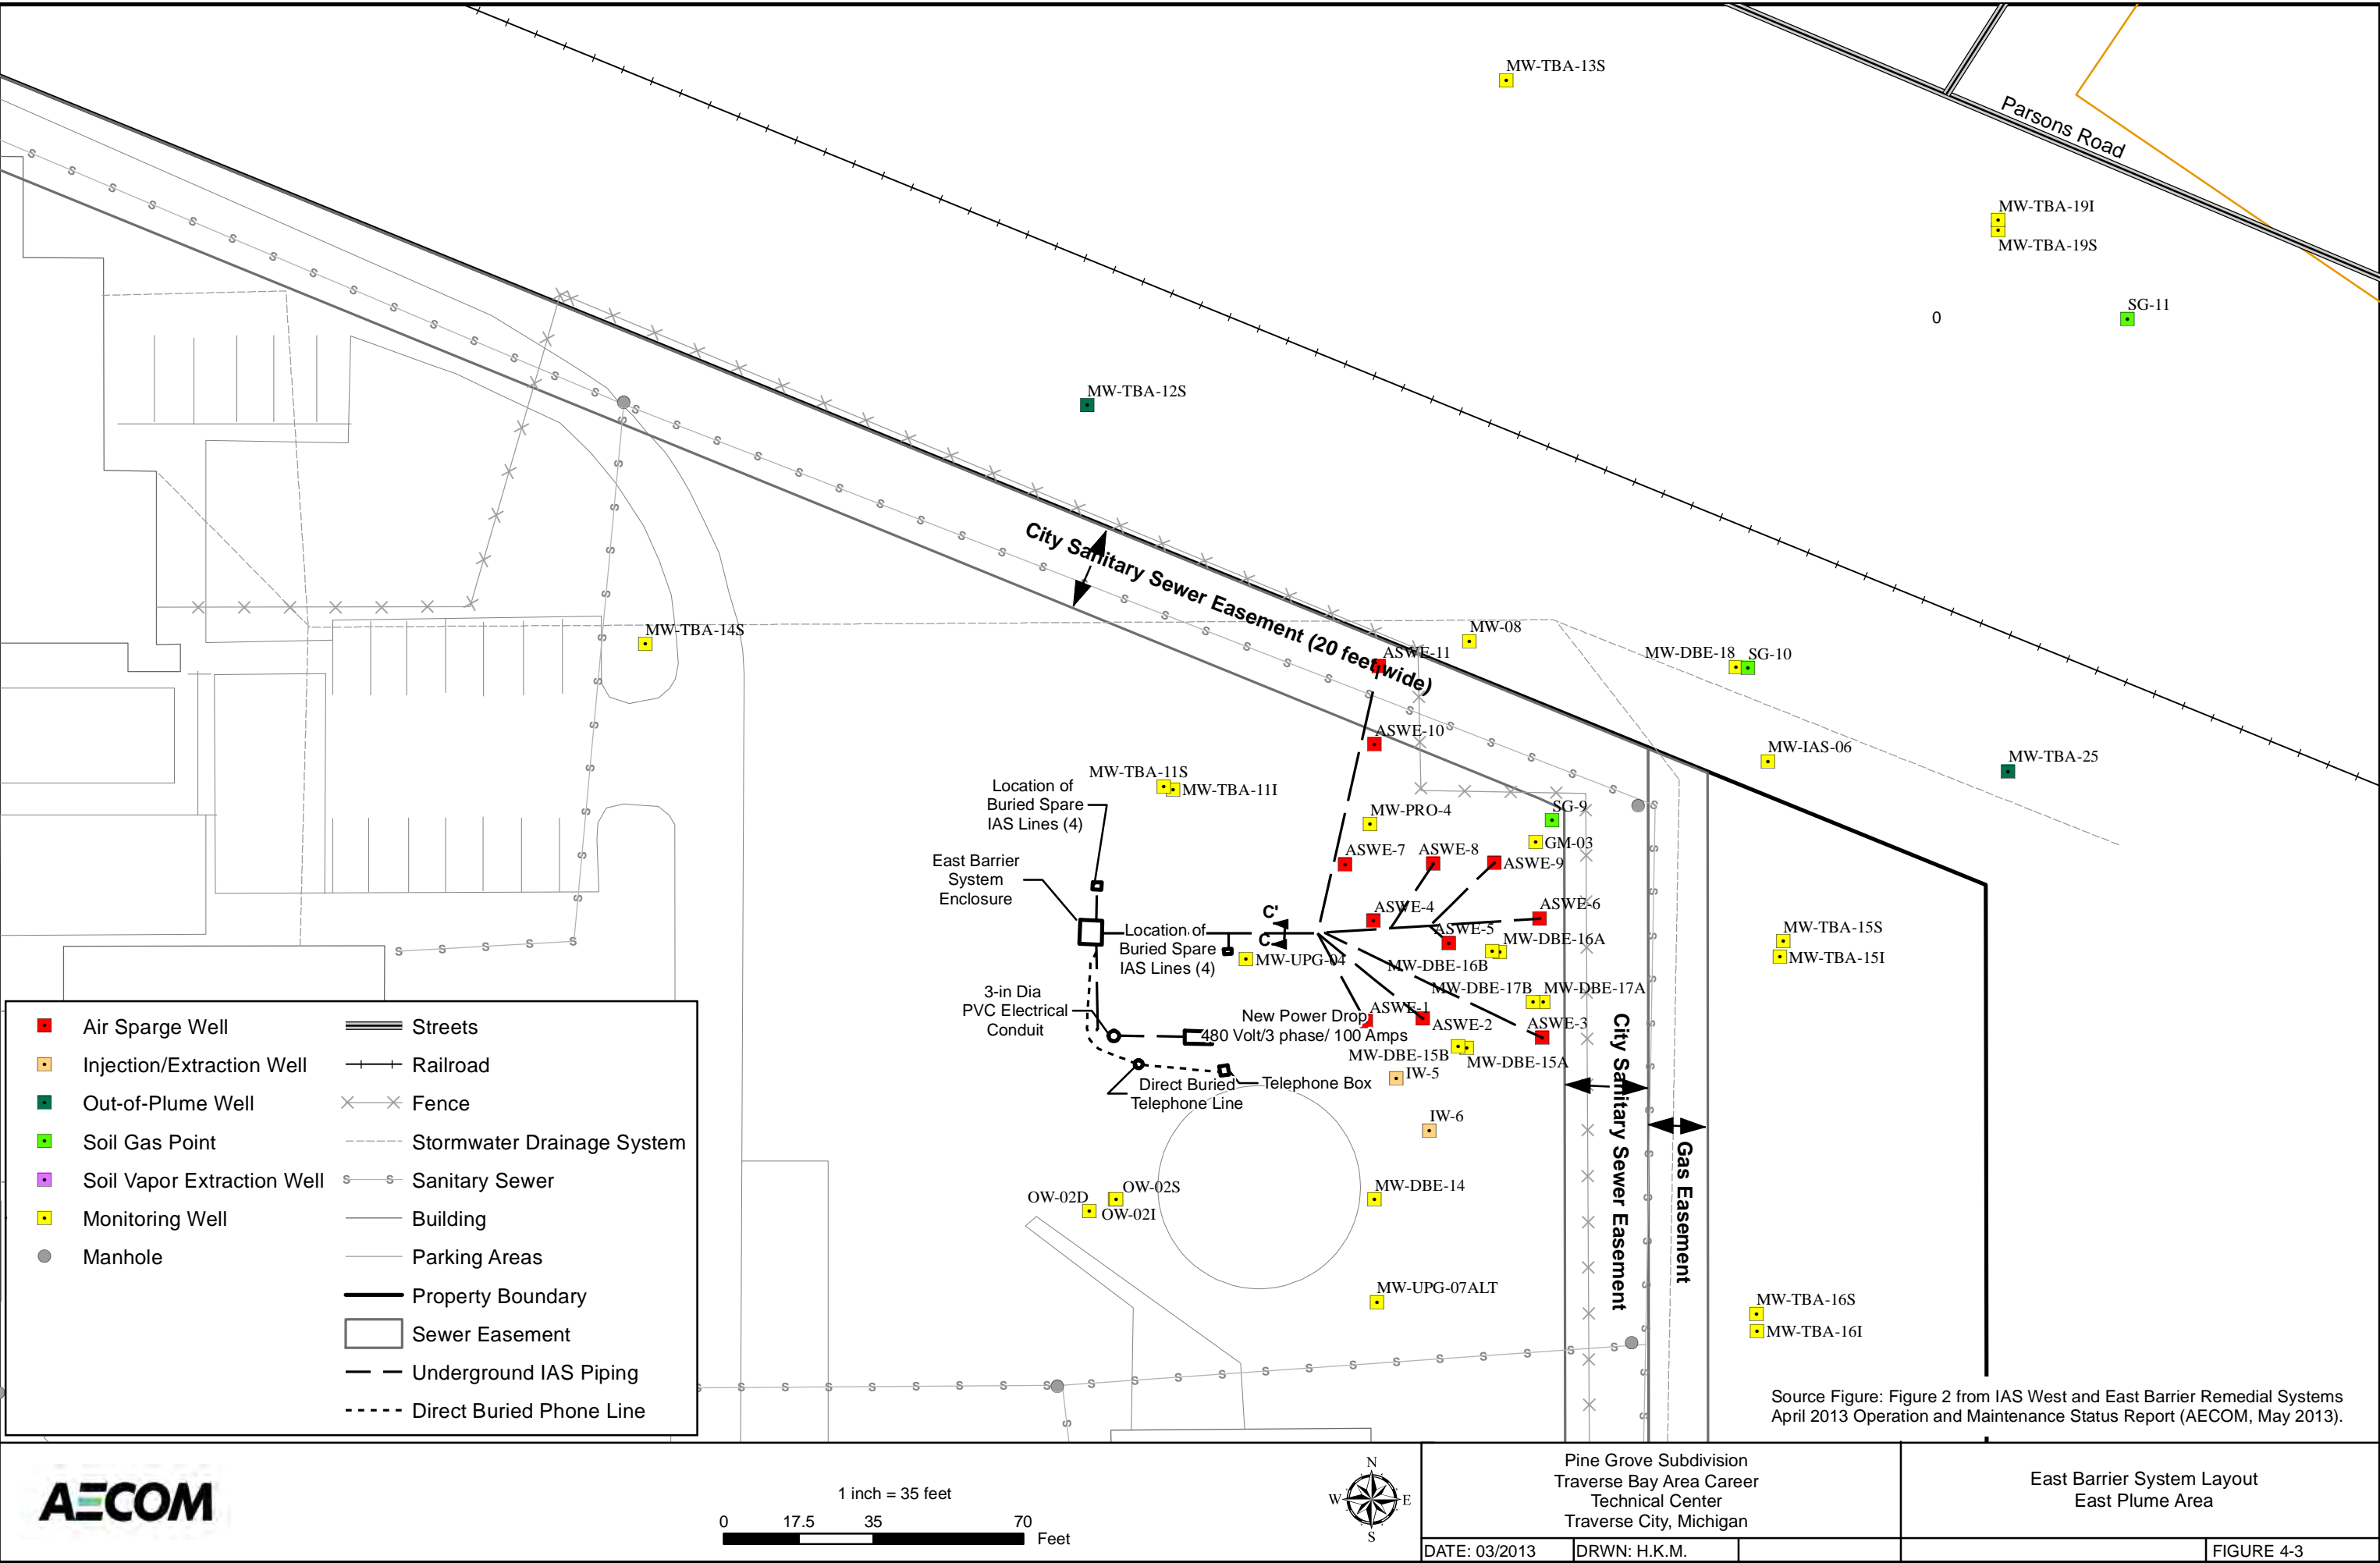 MW-TBA-13S
Parsons Road
MW-TBA-19I
MW-TBA-19S
SG-11
0
MW-TBA-12S
City Sanitary Sewer Easement (20 feet wide)
MW-TBA-14S
MW-08
ASWE-11
MW-DBE-18
SG-10
ASWE-10
MW-IAS-06
MW-TBA-25
MW-TBA-11S
MW-TBA-11I
Location of
Buried Spare
IAS Lines (4)
MW-PRO-4
SG-9
GM-03
ASWE-7
ASWE-8
ASWE-9
East Barrier
System
Enclosure
ASWE-4
ASWE-6
C'
C
Location of
Buried Spare
IAS Lines (4)
ASWE-5
MW-DBE-16A
MW-TBA-15S
MW-TBA-15I
MW-UPG-04
MW-DBE-16B
MW-DBE-17B
MW-DBE-17A
3-in Dia
PVC Electrical
Conduit
ASWE-1
New Power Drop
480 Volt/3 phase/ 100 Amps
ASWE-2
ASWE-3
MW-DBE-15B
MW-DBE-15A
IW-5
Direct Buried
Telephone Line
Telephone Box
IW-6
City Sanitary Sewer Easement
Gas Easement
OW-02D
OW-02S
OW-02I
MW-DBE-14
MW-UPG-07ALT
MW-TBA-16S
MW-TBA-16I
Air Sparge Well
Injection/Extraction Well
Out-of-Plume Well
Soil Gas Point
Soil Vapor Extraction Well
Monitoring Well
Manhole
Streets
Railroad
Fence
Stormwater Drainage System
Sanitary Sewer
Building
Parking Areas
Property Boundary
Sewer Easement
Underground IAS Piping
Direct Buried Phone Line
Source Figure: Figure 2 from IAS West and East Barrier Remedial Systems
April 2013 Operation and Maintenance Status Report (AECOM, May 2013).
AECOM
1 inch = 35 feet
0 17.5 35 70
Feet
N
W E
S
Pine Grove Subdivision
Traverse Bay Area Career
Technical Center
Traverse City, Michigan
East Barrier System Layout
East Plume Area
DATE: 03/2013
DRWN: H.K.M.
FIGURE 4-3